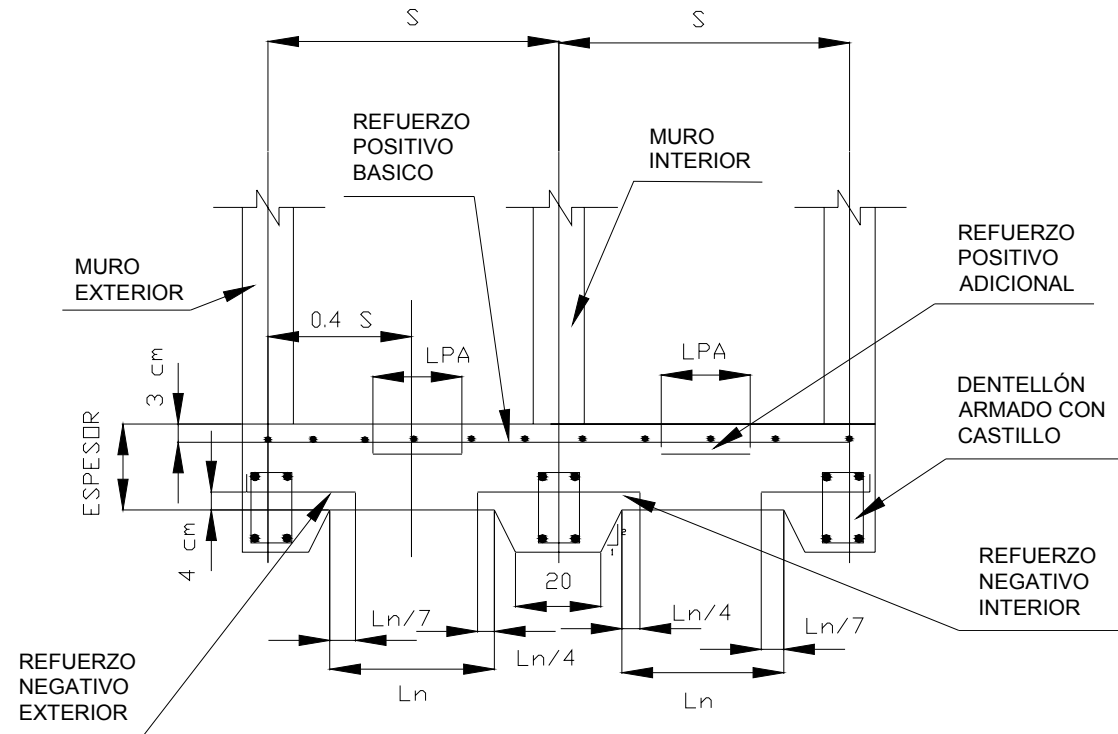 S
S
REFUERZO
POSITIVO
BASICO
MURO
INTERIOR
REFUERZO
POSITIVO
ADICIONAL
MURO
EXTERIOR
0.4 S
LPA
LPA
3 cm
DENTELLÓN
ARMADO CON
CASTILLO
ESPESOR
4 cm
2
1
20
REFUERZO
NEGATIVO
INTERIOR
Ln/7
Ln/4
Ln/7
Ln/4
REFUERZO
NEGATIVO
EXTERIOR
Ln
Ln